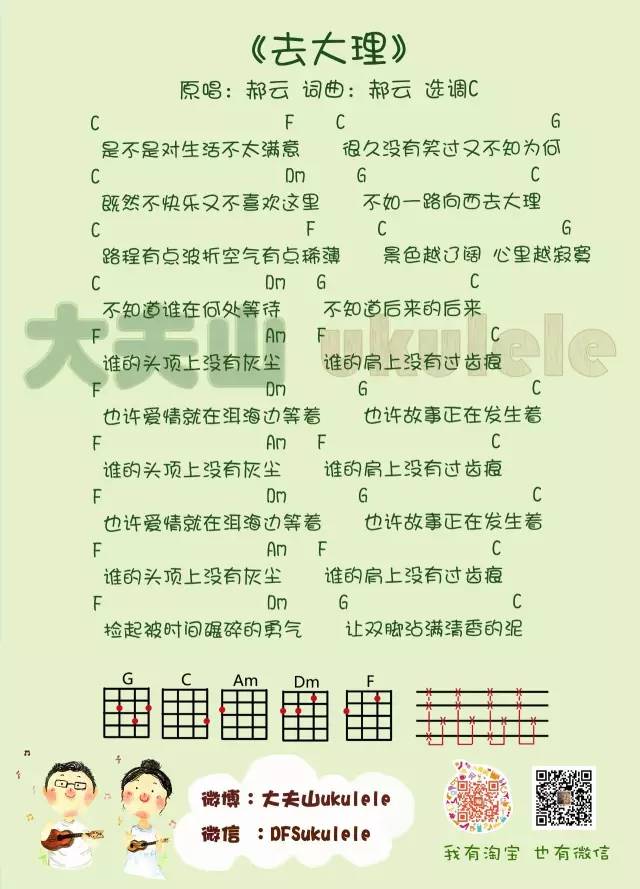 《去大理》
原唱：郝云 词曲：郝云 选调C
C F C G
是不是对生活不太满意 很久没有笑过又不知为何
C Dm G C
既然不快乐又不喜欢这里 不如一路向西去大理
C F C G
路程有点波折空气有点稀薄 景色越辽阔 心里越寂寞
C Dm G C
不知道谁在何处等待 不知道后来的后来
大夫山 ukulele
F Am F C
谁的头顶上没有灰尘 谁的肩上没有过齿痕
F Dm G C
也许爱情就在洱海边等着 也许故事正在发生着
F Am F C
谁的头顶上没有灰尘 谁的肩上没有过齿痕
F Dm G C
也许爱情就在洱海边等着 也许故事正在发生着
F Am F C
谁的头顶上没有灰尘 谁的肩上没有过齿痕
F Dm G C
捡起被时间碾碎的勇气 让双脚沾满清香的泥
G C Am Dm F
微博：大夫山ukulele
微信：DFSukulele
我有淘宝 也有微信